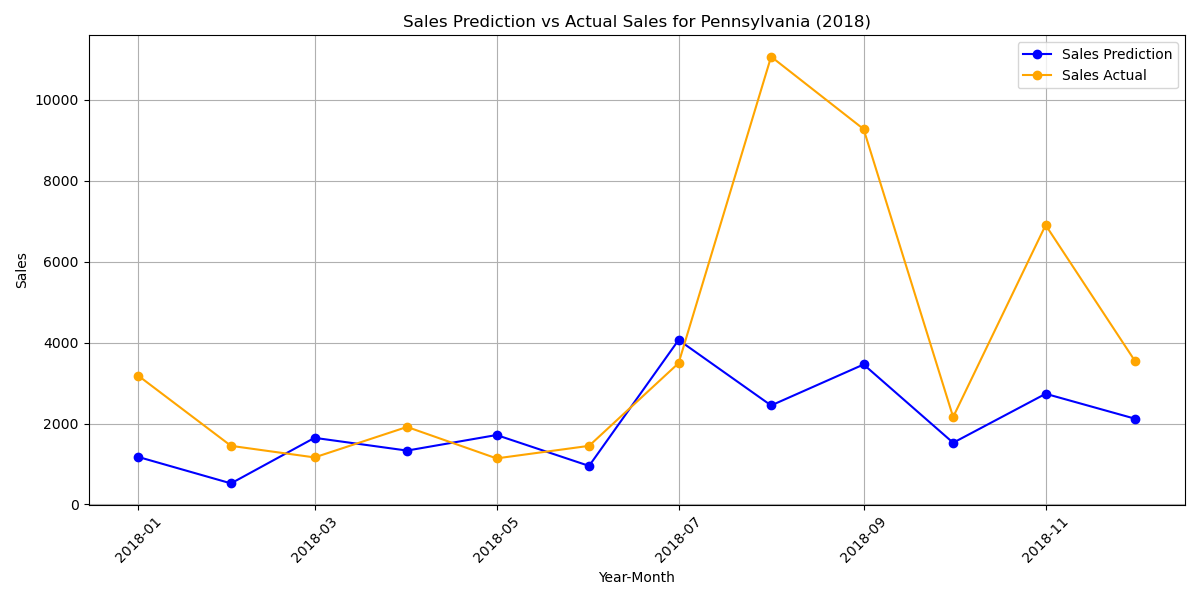 Sales Prediction vs Actual Sales for Pennsylvania (2018)
Sales Prediction
Sales Actual
10000
8000
6000
4000
2000
0
Sales
2018-01
2018-03
2018-05
2018-07
2018-09
2018-11
Year-Month